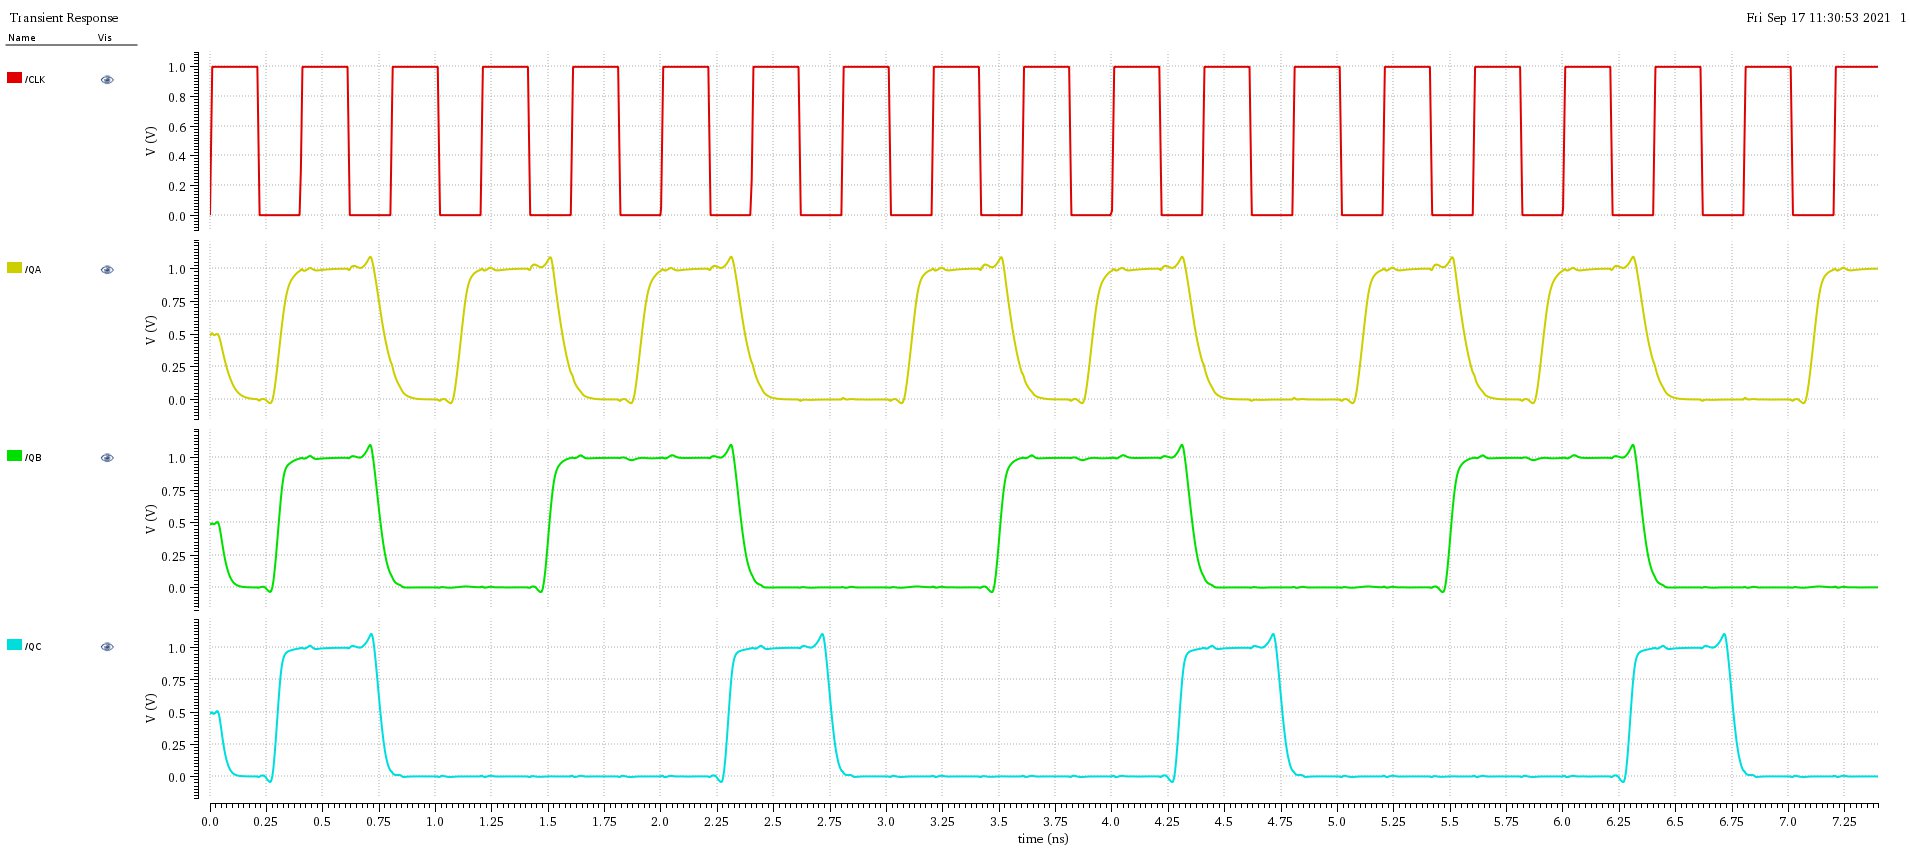 Transient Response
Fri Sep 17 11:30:53 2021 1
Name Vis
/CLK
1.0
0.8
0.6
0.4
0.2
0.0
V (V)
/QA
1.0
0.75
0.5
0.25
0.0
V (V)
/QB
1.0
0.75
0.5
0.25
0.0
V (V)
/QC
1.0
0.75
0.5
0.25
0.0
V (V)
0.0 0.25 0.5 0.75 1.0 1.25 1.5 1.75 2.0 2.25 2.5 2.75 3.0 3.25 3.5 3.75 4.0 4.25 4.5 4.75 5.0 5.25 5.5 5.75 6.0 6.25 6.5 6.75 7.0 7.25
time (ns)